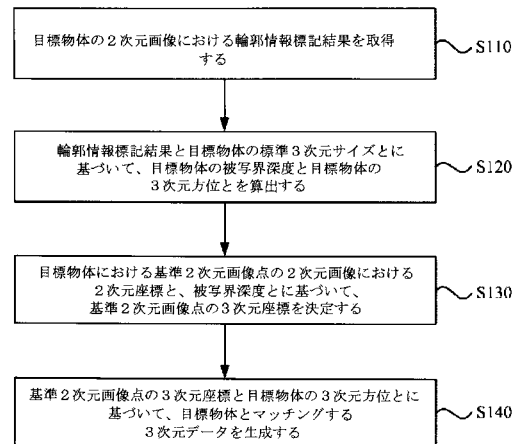 目標物体の2次元画像における輪郭情報標記結果を取得
する
S110
輪郭情報標記結果と目標物体の標準3次元サイズとに
基づいて、目標物体の被写界深度と目標物体の
3次元方位とを算出する
S120
目標物体における基準2次元画像点の2次元画像における
2次元座標と、被写界深度とに基づいて、
基準2次元画像点の3次元座標を決定する
S130
基準2次元画像点の3次元座標と目標物体の3次元方位とに
基づいて、目標物体とマッチングする
3次元データを生成する
S140